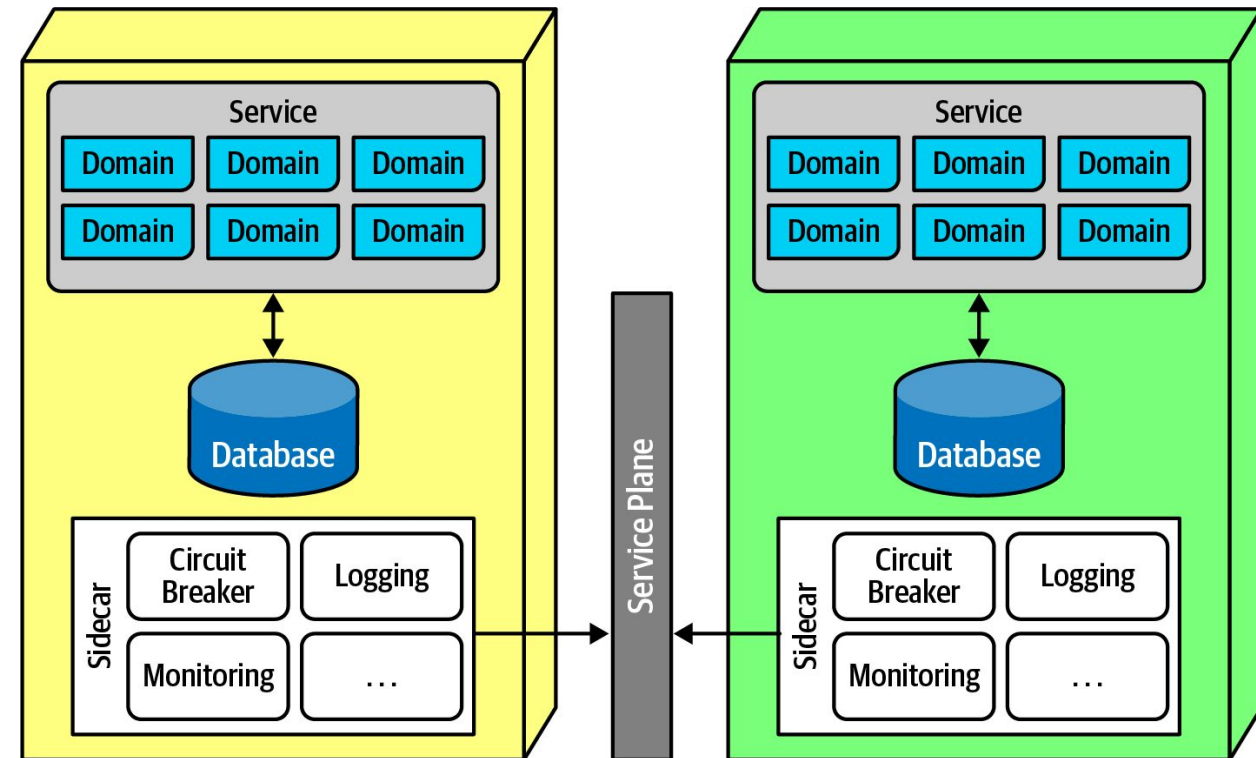 Service
Domain Domain Domain
Domain Domain Domain
Database
Sidecar
Circuit
Breaker
Logging
Monitoring
...
Service Plane
Service
Domain Domain Domain
Domain Domain Domain
Database
Sidecar
Circuit
Breaker
Logging
Monitoring
...